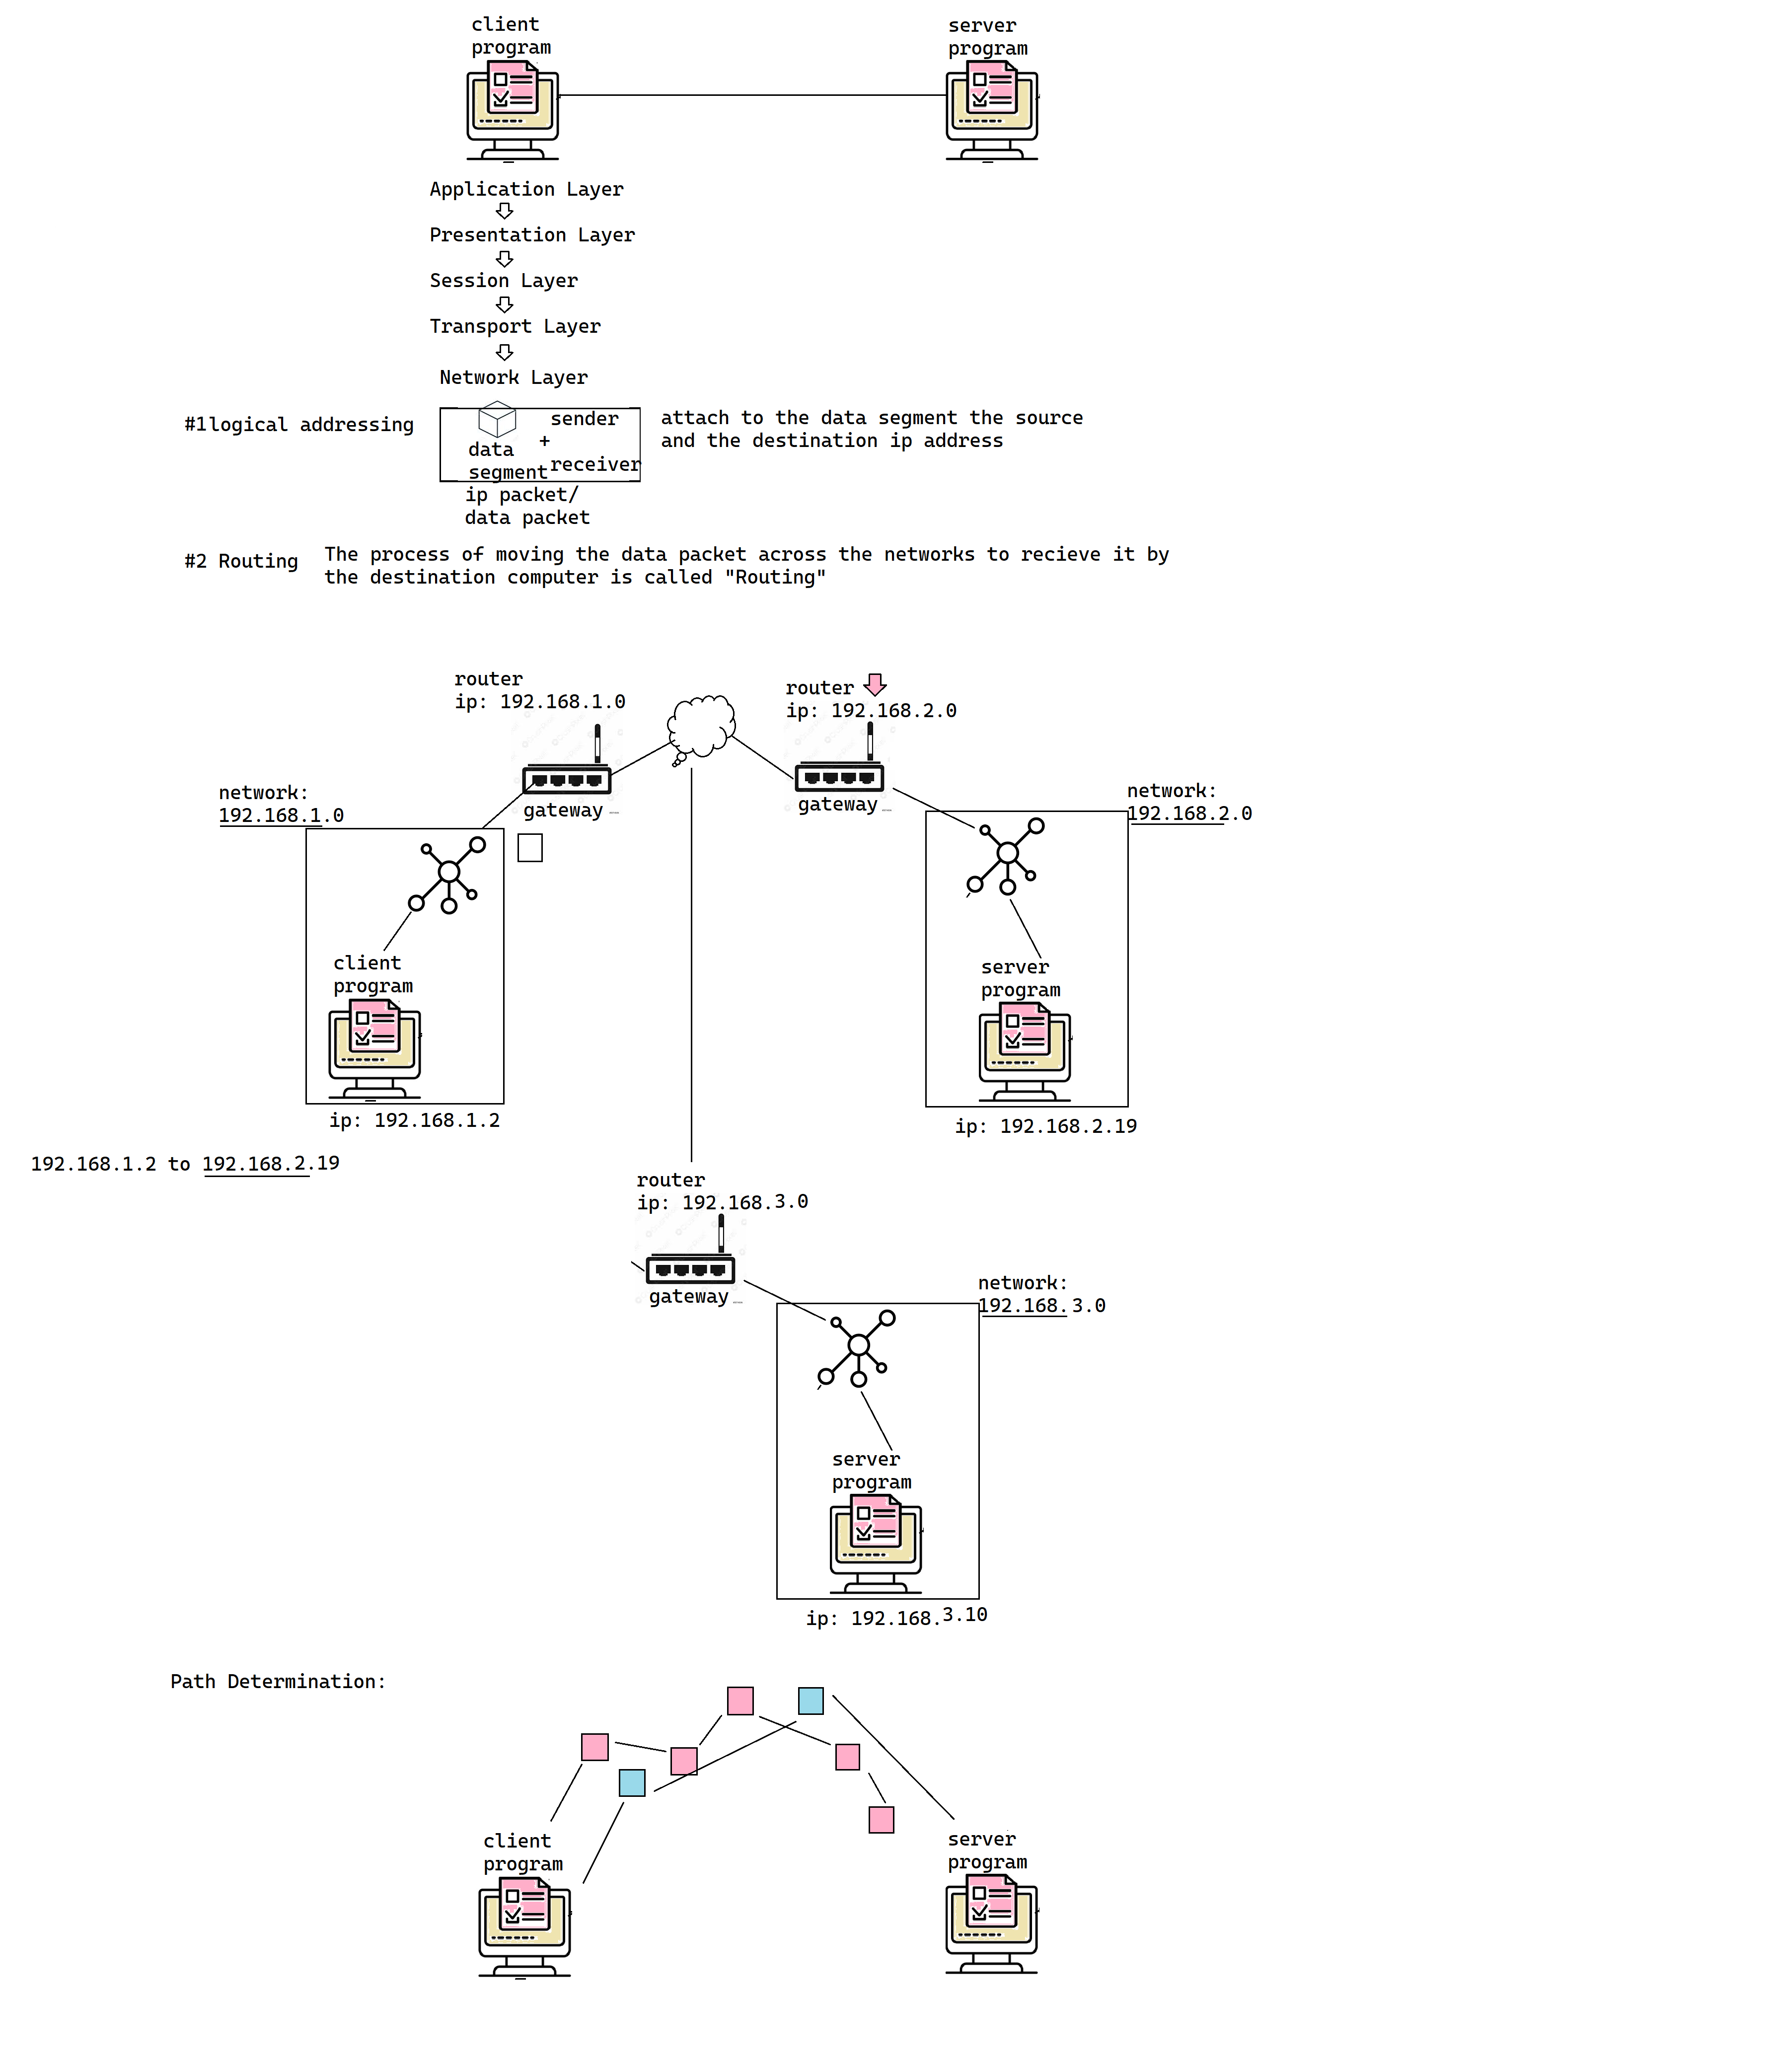 client
program
server
program
Application Layer
Presentation Layer
Session Layer
Transport Layer
Network Layer
#1logical addressing
sender
+
receiver
data
segment
ip packet/
data packet
attach to the data segment the source
and the destination ip address
#2 Routing
The process of moving the data packet across the networks to recieve it by
the destination computer is called "Routing"
router
ip: 192.168.1.0
gateway
router
ip: 192.168.2.0
gateway
network:
192.168.1.0
network:
192.168.2.0
client
program
ip: 192.168.1.2
server
program
ip: 192.168.2.19
192.168.1.2 to 192.168.2.19
router
ip: 192.168.3.0
gateway
network:
192.168.3.0
server
program
ip: 192.168.3.10
Path Determination:
client
program
server
program